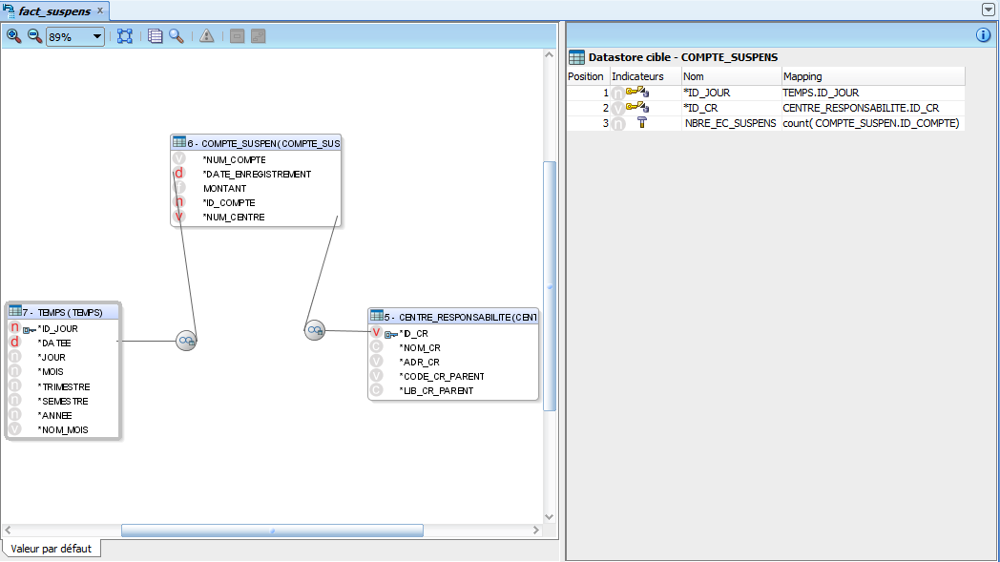 fact_suspens x
89%
6 - COMPTE_SUSPEN (COMPTE_SUS
v *NUM_COMPTE
d *DATE_ENREGISTREMENT
f MONTANT
n *ID_COMPTE
v *NUM_CENTRE
7 - TEMPS (TEMPS)
n *ID_JOUR
d *DATEE
n *JOUR
n *MOIS
n *TRIMESTRE
n *SEMESTRE
n *ANNEE
v *NOM_MOIS
5 - CENTRE_RESPONSABILITE (CENT
v *ID_CR
c *NOM_CR
v *ADR_CR
v *CODE_CR_PARENT
c *LIB_CR_PARENT
Valeur par défaut
Datastore cible - COMPTE_SUSPENS
Position Indicateurs Nom Mapping
1 n *ID_JOUR TEMPS.ID_JOUR
2 v *ID_CR CENTRE_RESPONSABILITE.ID_CR
3 n NBRE_EC_SUSPENS count( COMPTE_SUSPEN.ID_COMPTE)